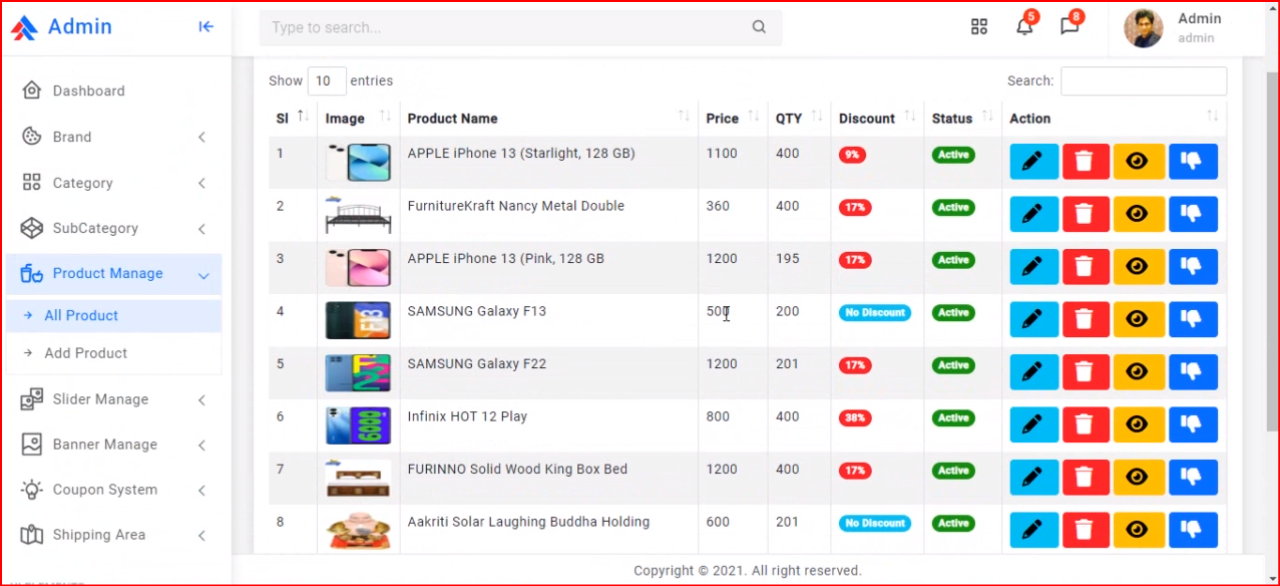 Admin
Type to search...
5
8
Admin
admin
Dashboard
Brand
Category
SubCategory
Product Manage
All Product
Add Product
Slider Manage
Banner Manage
Coupon System
Shipping Area
Show 10 entries
Search:
Sl Image Product Name Price QTY Discount Status Action
1 APPLE iPhone 13 (Starlight, 128 GB) 1100 400 9% Active
2 FurnitureKraft Nancy Metal Double 360 400 17% Active
3 APPLE iPhone 13 (Pink, 128 GB 1200 195 17% Active
4 SAMSUNG Galaxy F13 500 200 No Discount Active
5 SAMSUNG Galaxy F22 1200 201 17% Active
6 Infinix HOT 12 Play 800 400 38% Active
7 FURINNO Solid Wood King Box Bed 1200 400 17% Active
8 Aakriti Solar Laughing Buddha Holding 600 201 No Discount Active
Copyright © 2021. All right reserved.